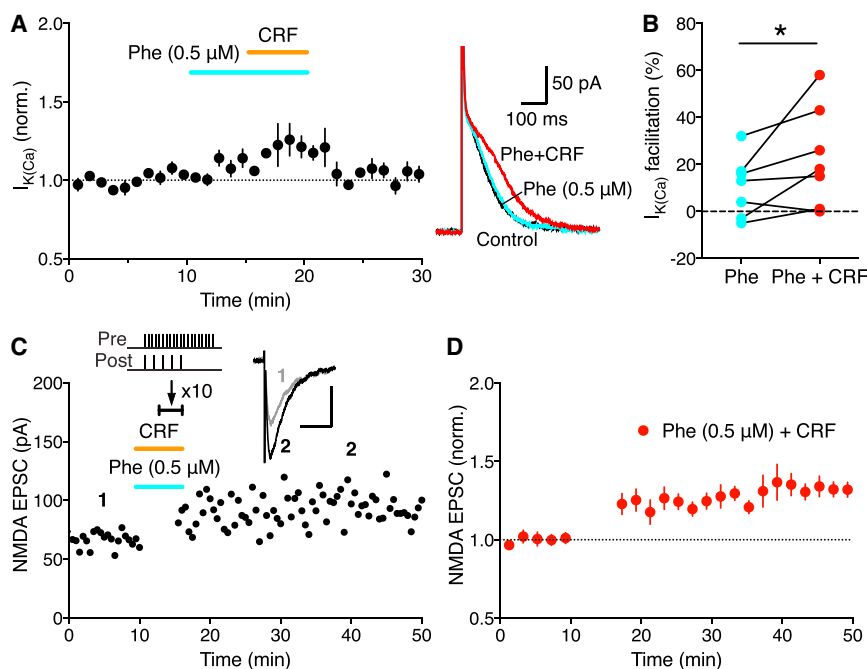 A
2.0
1.5
1.0
0.5
I_K(Ca) (norm.)
CRF
Phe (0.5 µM)
0 10 20 30
Time (min)
50 pA
100 ms
Phe+CRF
Phe (0.5 µM)
Control
B
80
60
40
20
0
-20
I_K(Ca) facilitation (%)
*
Phe Phe + CRF
C
Pre
Post
x10
CRF
Phe (0.5 µM)
200
150
100
50
0
NMDA EPSC (pA)
1
2
1
2
0 10 20 30 40 50
Time (min)
D
2.0
1.5
1.0
0.5
NMDA EPSC (norm.)
Phe (0.5 µM) + CRF
0 10 20 30 40 50
Time (min)